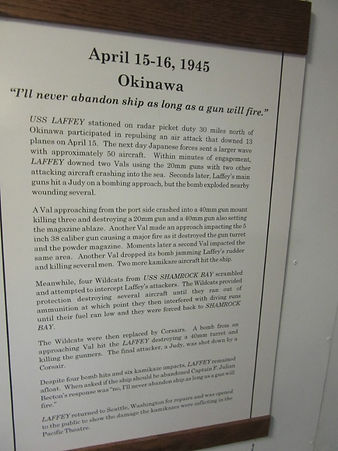 April 15-16, 1945
Okinawa
"I'll never abandon ship as long as a gun will fire."
USS LAFFEY stationed on radar picket duty 30 miles north of
Okinawa participated in repulsing an air attack that downed 13
planes on April 15. The next day Japanese forces sent a larger wave
with approximately 50 aircraft. Within minutes of engagement,
LAFFEY downed two Vals using the 20mm guns with two other
attacking aircraft crashing into the sea. Seconds later, Laffey's main
guns hit a Judy on a bombing approach, but the bomb exploded nearby
wounding several.
A Val approaching from the port side crashed into a 40mm gun mount
killing three and destroying a 20mm gun and a 40mm gun also setting
the magazine ablaze. Another Val made an approach impacting the 5
inch 38 caliber gun causing a major fire as it destroyed the gun turret
and the powder magazine. Moments later a second Val impacted the
same area. Another Val dropped its bomb jamming Laffey's rudder
and killing several men. Two more kamikaze aircraft hit the ship.
Meanwhile, four Wildcats from USS SHAMROCK BAY scrambled
and attempted to intercept Laffey's attackers. The Wildcats provided
protection destroying several aircraft until they ran out of
ammunition at which point they then interfered with diving runs
until their fuel ran low and they were forced back to SHAMROCK
BAY.
The Wildcats were then replaced by Corsairs. A bomb from an
approaching Val hit the LAFFEY destroying a 40mm turret and
killing the gunners. The final attacker, a Judy, was shot down by a
Corsair.
Despite four bomb hits and six kamikaze impacts, LAFFEY remained
afloat. When asked if the ship should be abandoned Captain F. Julian
Becton's response was "no, I'll never abandon ship as long as a gun will
fire."
LAFFEY returned to Seattle, Washington for repairs and was opened
to the public to show the damage the kamikazes were inflicting in the
Pacific Theatre.